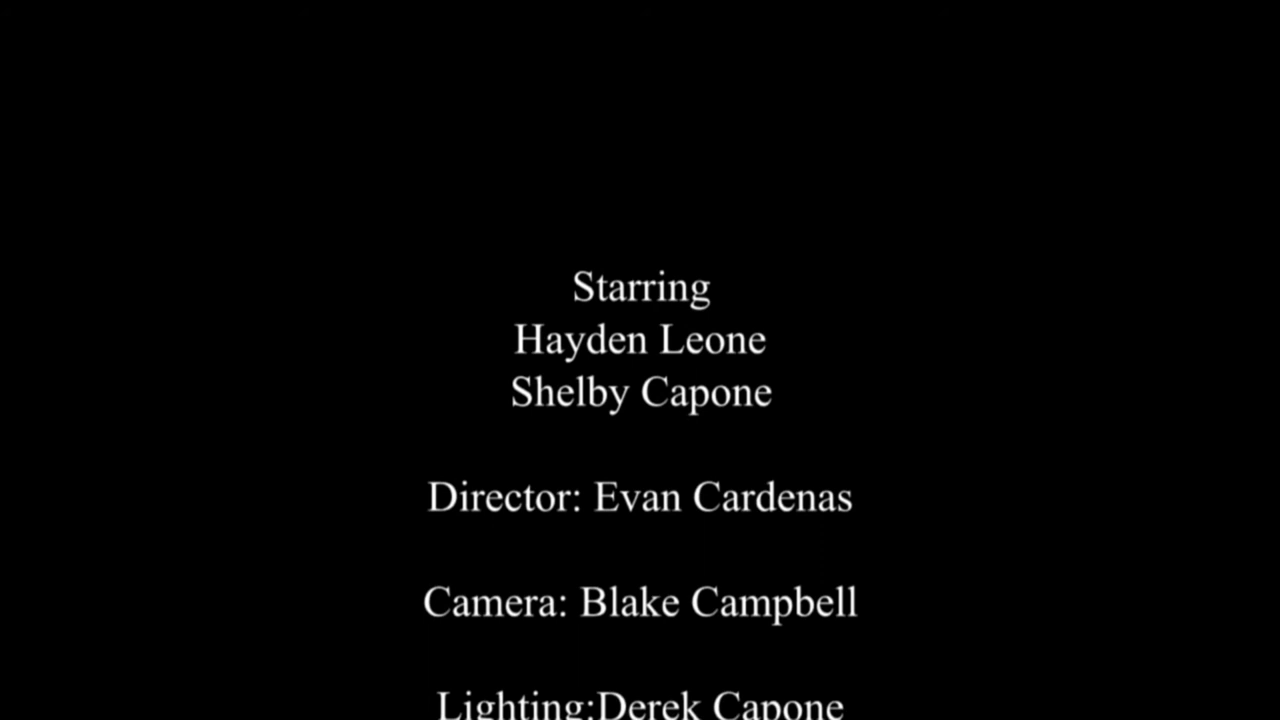 Starring
Hayden Leone
Shelby Capone
Director: Evan Cardenas
Camera: Blake Campbell
Lighting:Derek Capone